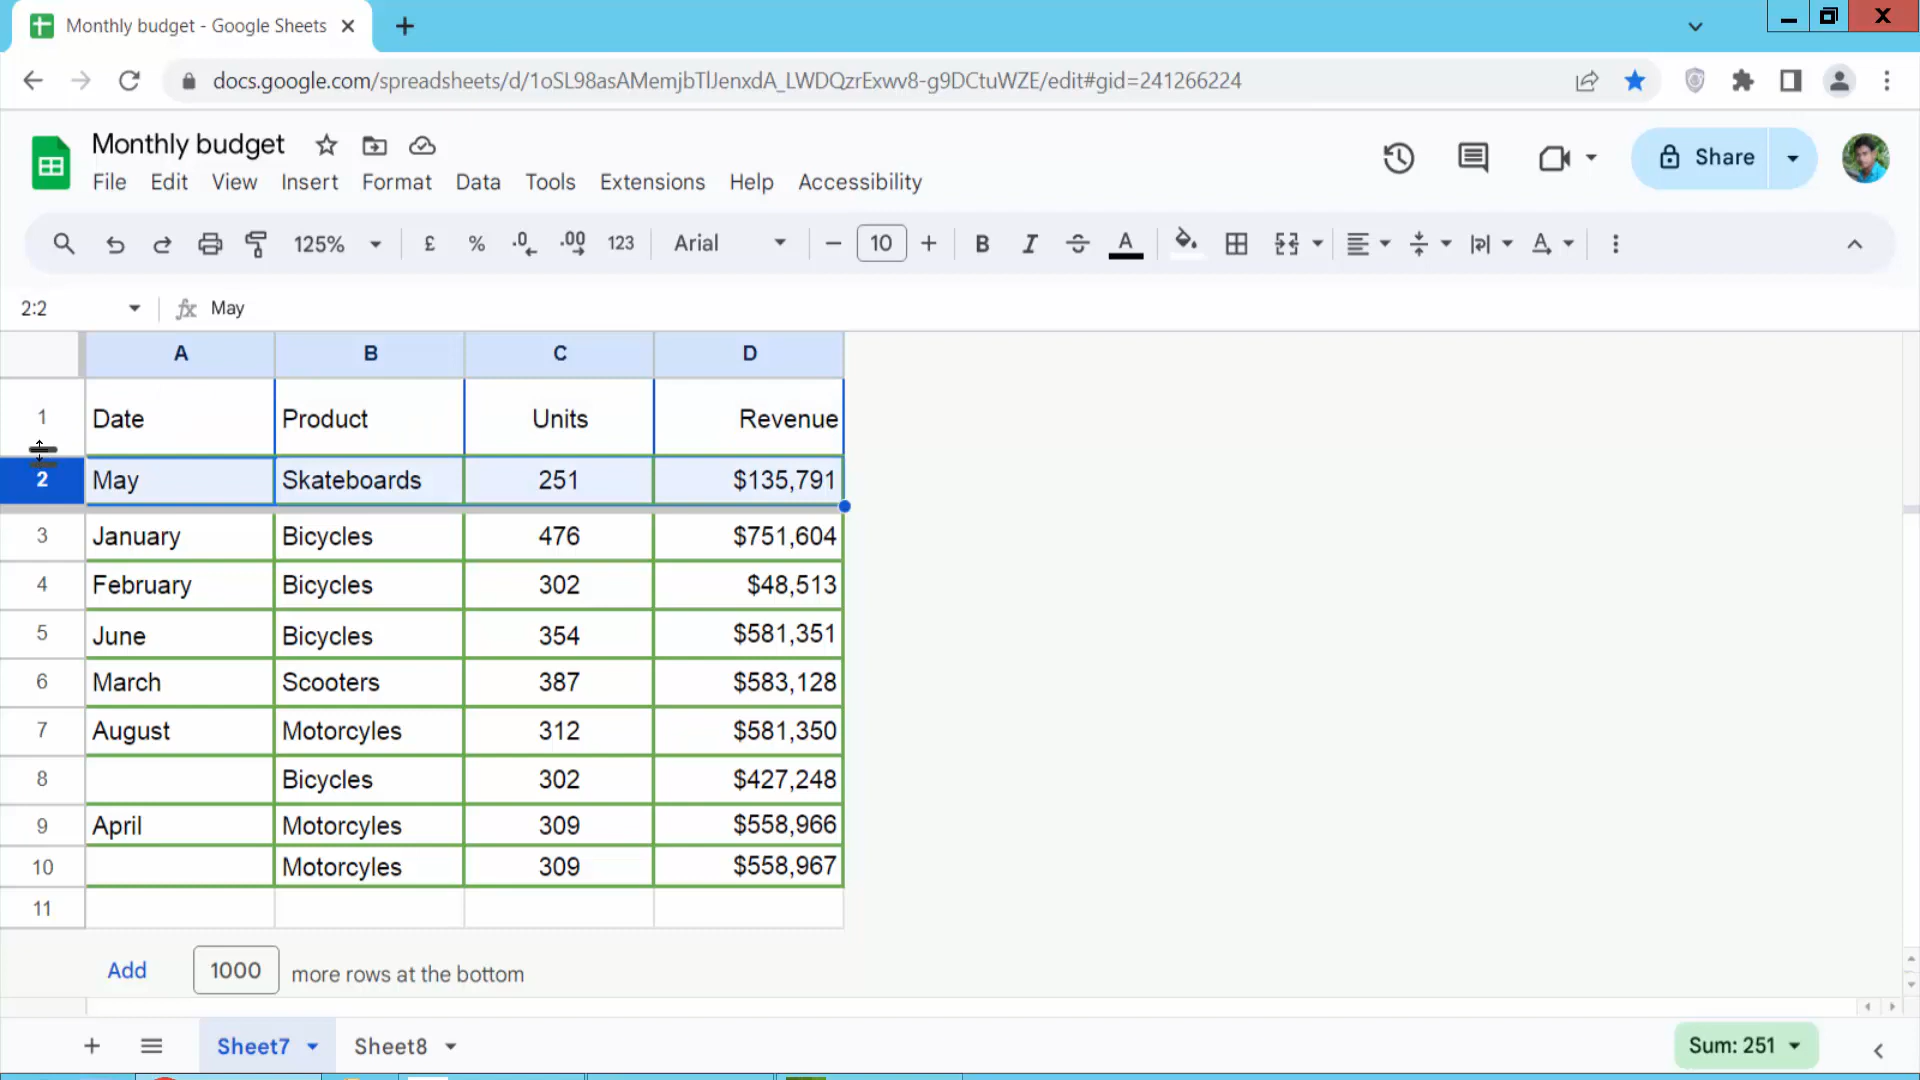 Monthly budget - Google Sheets
docs.google.com/spreadsheets/d/1oSL98asAMemjbTlJenxdA_LWDQzrExwv8-g9DCtuWZE/edit#gid=241266224
Monthly budget
File Edit View Insert Format Data Tools Extensions Help Accessibility
Share
125% £ % .0 .00 123 Arial 10 B I S A
2:2 fx May
A B C D
1 Date Product Units Revenue
2 May Skateboards 251 $135,791
3 January Bicycles 476 $751,604
4 February Bicycles 302 $48,513
5 June Bicycles 354 $581,351
6 March Scooters 387 $583,128
7 August Motorcyles 312 $581,350
8 Bicycles 302 $427,248
9 April Motorcyles 309 $558,966
10 Motorcyles 309 $558,967
11
Add 1000 more rows at the bottom
Sheet7 Sheet8 Sum: 251